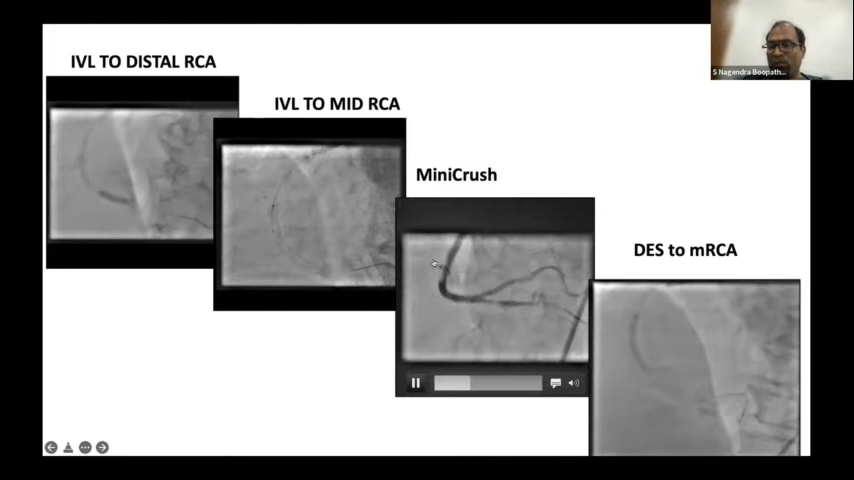 S Nagendra Boopath...
IVL TO DISTAL RCA
IVL TO MID RCA
MiniCrush
DES to mRCA